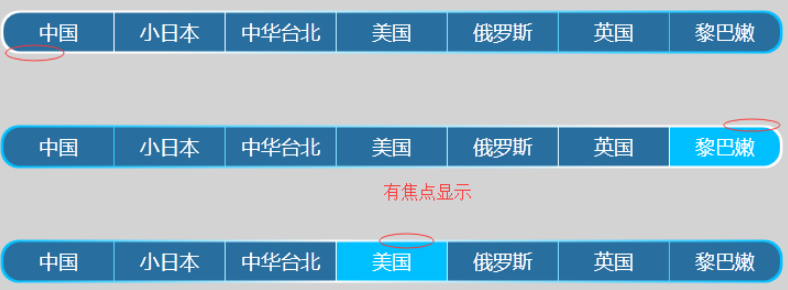 中国 小日本 中华台北 美国 俄罗斯 英国 黎巴嫩
中国 小日本 中华台北 美国 俄罗斯 英国 黎巴嫩
有焦点显示
中国 小日本 中华台北 美国 俄罗斯 英国 黎巴嫩